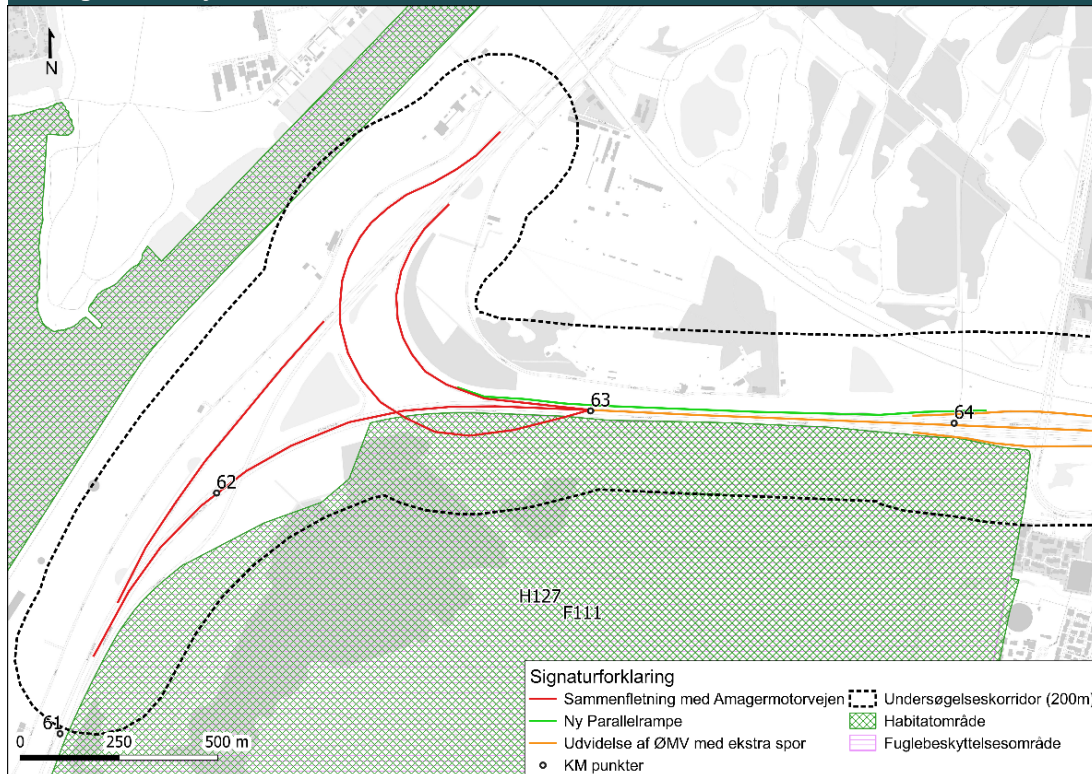 N
63
64
62
H127
F111
61
0 250 500 m
Signaturforklaring
Sammenfletning med Amagermotorvejen
Ny Parallelrampe
Udvidelse af ØMV med ekstra spor
KM punkter
Undersøgelseskorridor (200m)
Habitatområde
Fuglebeskyttelsesområde